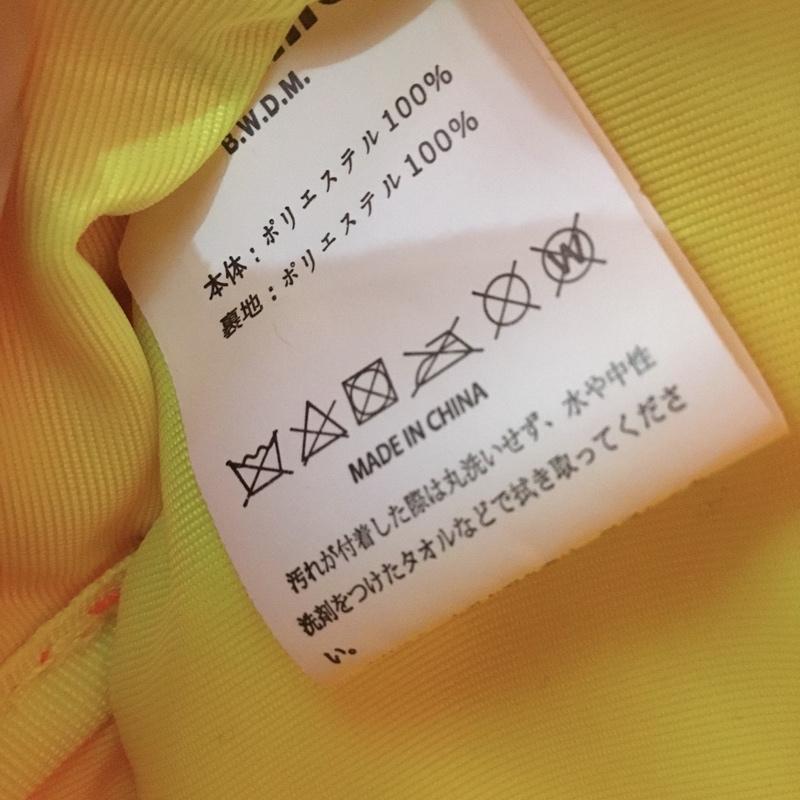 B.W.D.M.
本体：ポリエステル100%
裏地：ポリエステル100%
W
MADE IN CHINA
汚れが付着した際は丸洗いせず、水や中性
洗剤をつけたタオルなどで拭き取ってくださ
い。